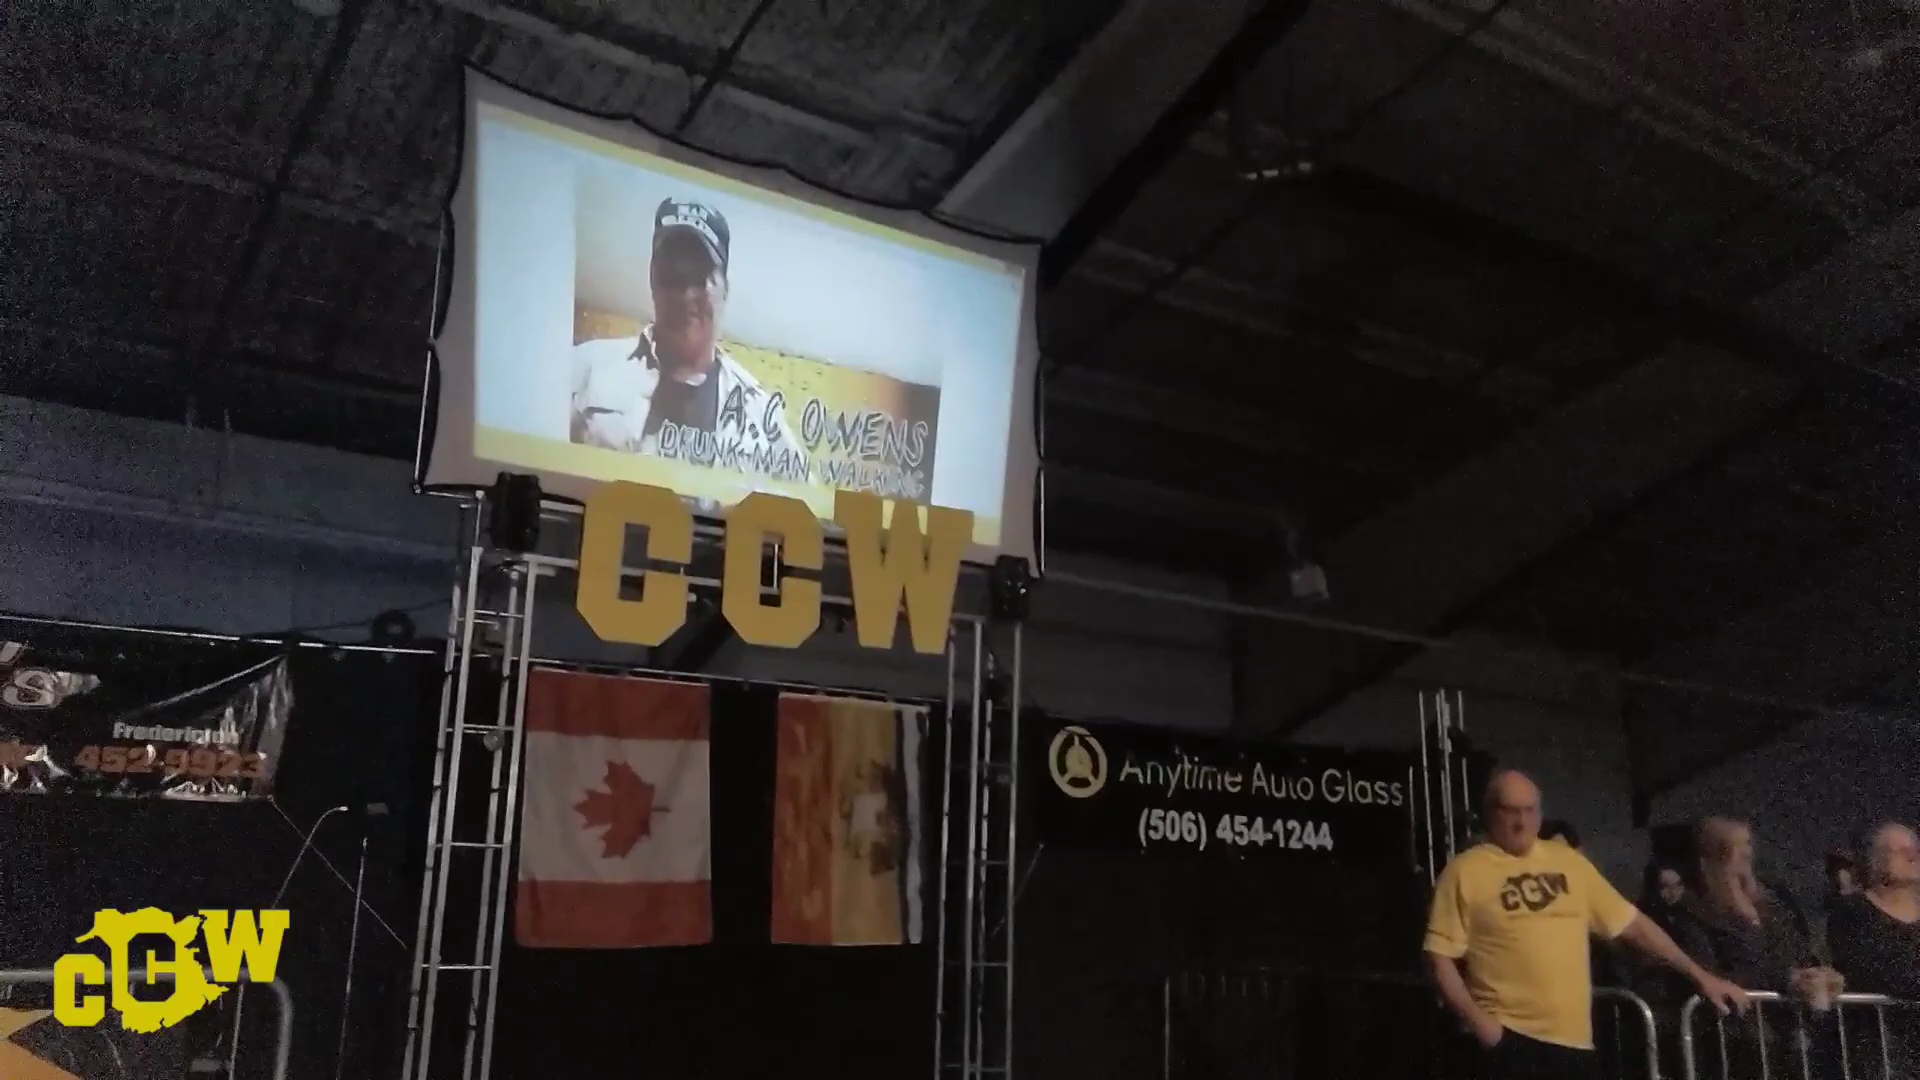 A.C OWENS
DRUNK MAN WALKING
CCW
's
Fredericton
452-9923
Anytime Auto Glass
(506) 454-1244
CCW
CCW